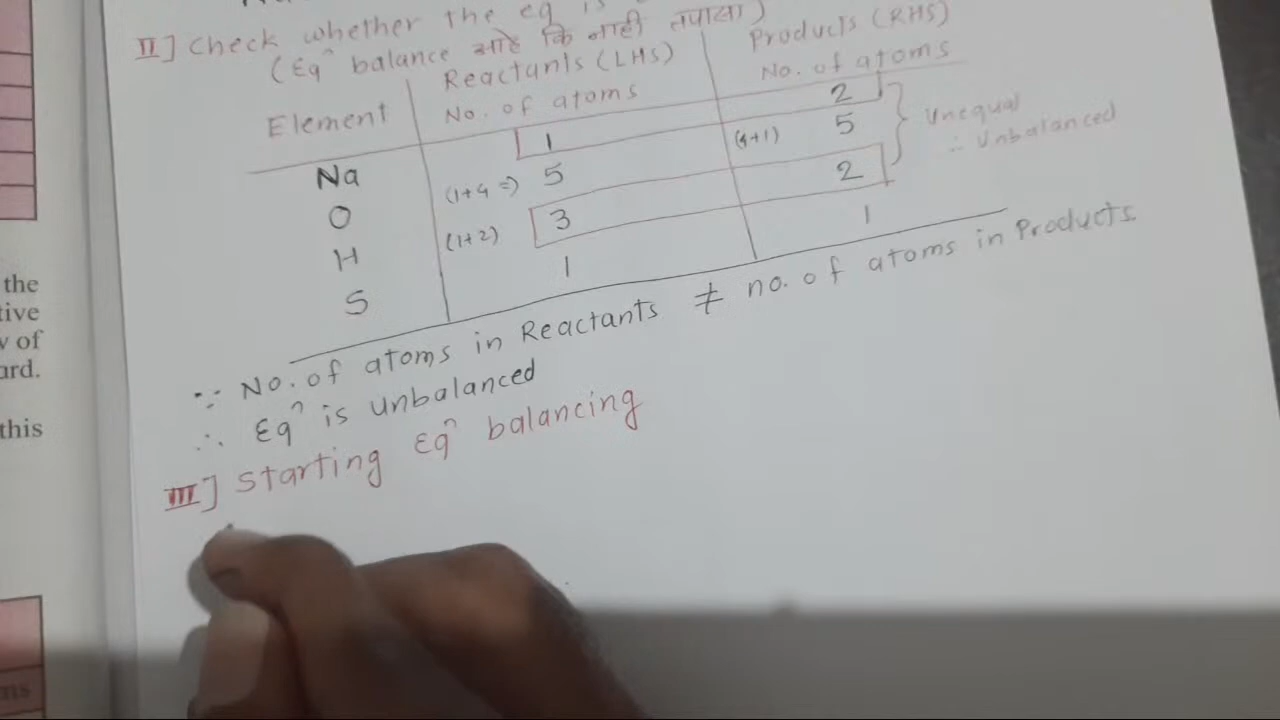 II] Check whether the eqⁿ is
(Eqⁿ balance आहे कि नाही तपासा)
Element Reactants (LHS) No. of atoms Products (RHS) No. of atoms
Na 1 2
O (1+4 =) 5 (4+1) 5
H (1+2) 3 2
S 1 1
} Unequal
∴ Unbalanced
∵ No. of atoms in Reactants ≠ no. of atoms in Products
∴ Eqⁿ is unbalanced
III] Starting Eqⁿ balancing
the
tive
of
ard.
this